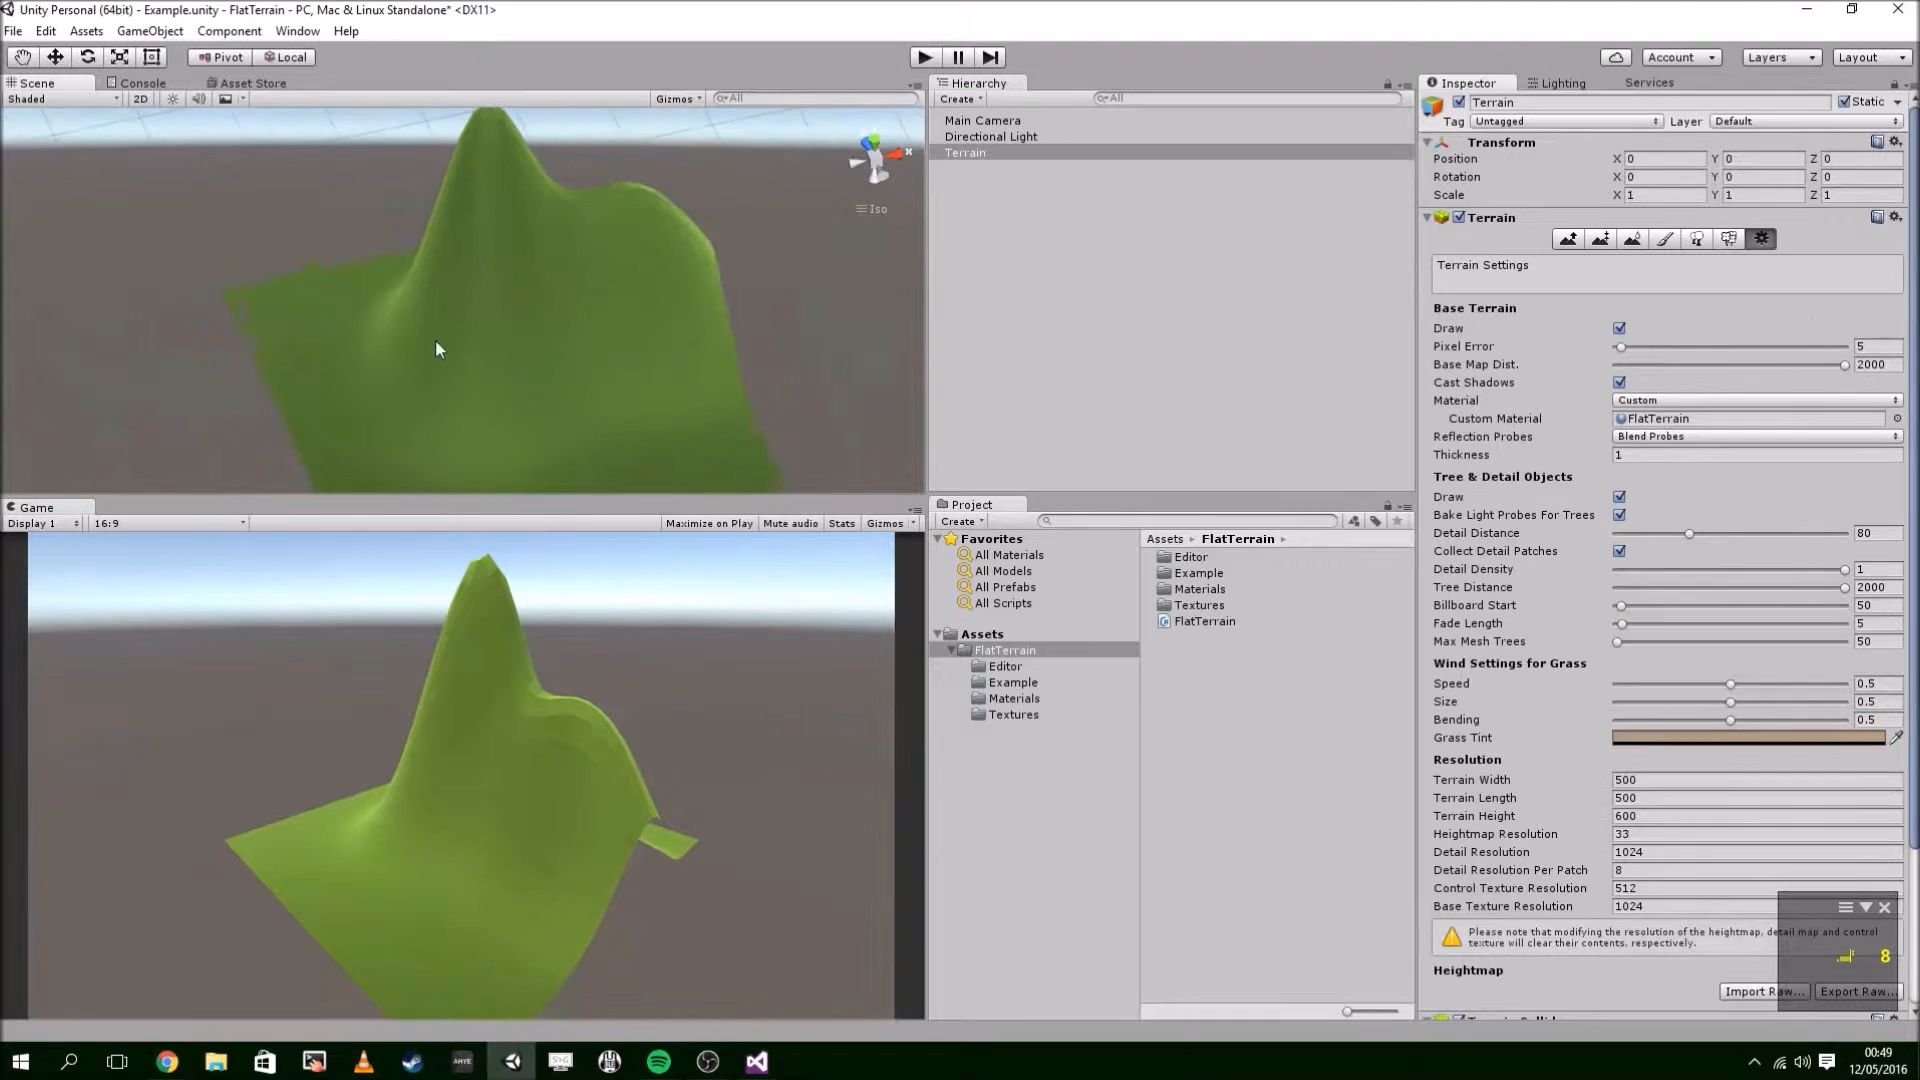 Unity Personal (64bit) - Example.unity - FlatTerrain - PC, Mac & Linux Standalone* <DX11>
File Edit Assets GameObject Component Window Help
Pivot Local Account Layers Layout
Scene Console Asset Store
Shaded 2D Gizmos All
x
Iso
Hierarchy
Create All
Main Camera
Directional Light
Terrain
Game
Display 1 16:9 Maximize on Play Mute audio Stats Gizmos
Project
Create
Favorites
All Materials
All Models
All Prefabs
All Scripts
Assets
FlatTerrain
Editor
Example
Materials
Textures
Assets FlatTerrain
Editor
Example
Materials
Textures
FlatTerrain
Inspector Lighting Services
Terrain Static
Tag Untagged Layer Default
Transform
Position X 0 Y 0 Z 0
Rotation X 0 Y 0 Z 0
Scale X 1 Y 1 Z 1
Terrain
Terrain Settings
Base Terrain
Draw
Pixel Error 5
Base Map Dist. 2000
Cast Shadows
Material Custom
Custom Material FlatTerrain
Reflection Probes Blend Probes
Thickness 1
Tree & Detail Objects
Draw
Bake Light Probes For Trees
Detail Distance 80
Collect Detail Patches
Detail Density 1
Tree Distance 2000
Billboard Start 50
Fade Length 5
Max Mesh Trees 50
Wind Settings for Grass
Speed 0.5
Size 0.5
Bending 0.5
Grass Tint
Resolution
Terrain Width 500
Terrain Length 500
Terrain Height 600
Heightmap Resolution 33
Detail Resolution 1024
Detail Resolution Per Patch 8
Control Texture Resolution 512
Base Texture Resolution 1024
Please note that modifying the resolution of the heightmap, detail map and control
texture will clear their contents, respectively.
8
Heightmap
Import Raw... Export Raw...
AHYE
00:49
12/05/2016